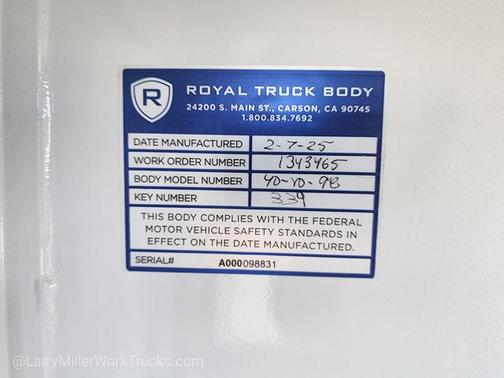 R
ROYAL TRUCK BODY
24200 S. MAIN ST., CARSON, CA 90745
1.800.834.7692
DATE MANUFACTURED 2-7-25
WORK ORDER NUMBER 1343465
BODY MODEL NUMBER 40-VO-98
KEY NUMBER 339
THIS BODY COMPLIES WITH THE FEDERAL
MOTOR VEHICLE SAFETY STANDARDS IN
EFFECT ON THE DATE MANUFACTURED.
SERIAL# A000098831
@LarryMillerWorkTrucks.com